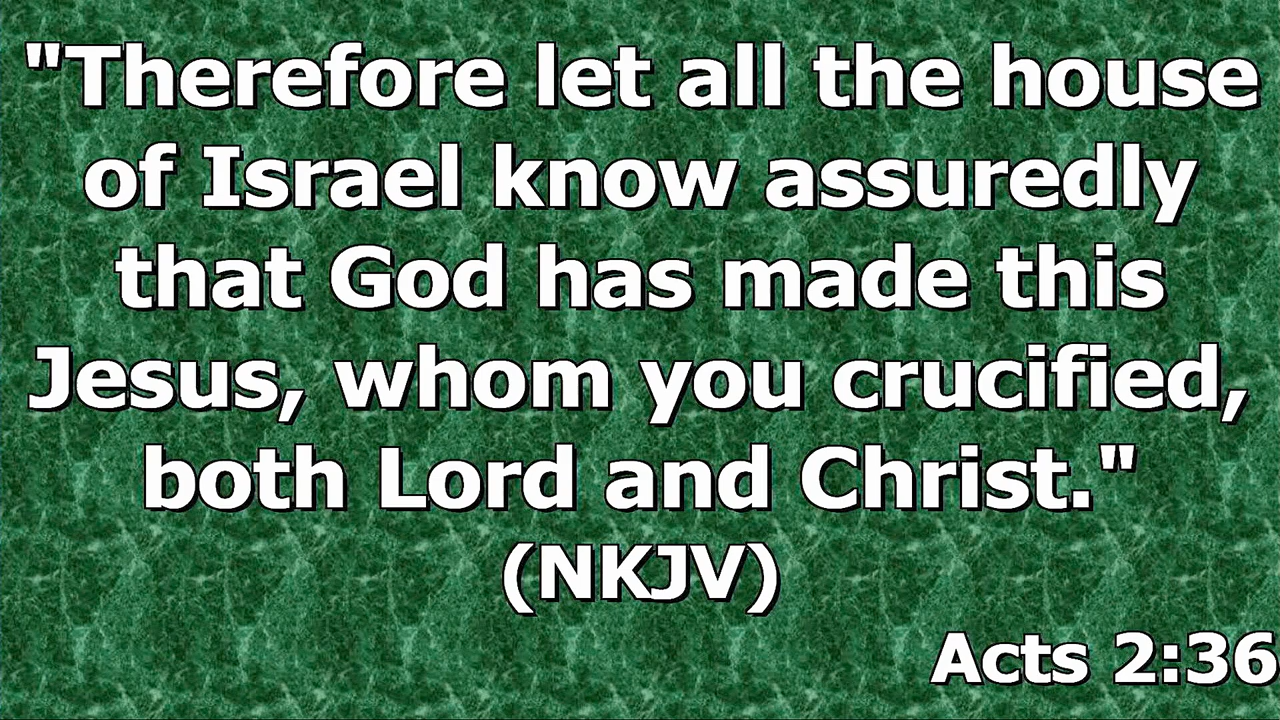 "Therefore let all the house
of Israel know assuredly
that God has made this
Jesus, whom you crucified,
both Lord and Christ."
(NKJV)
Acts 2:36